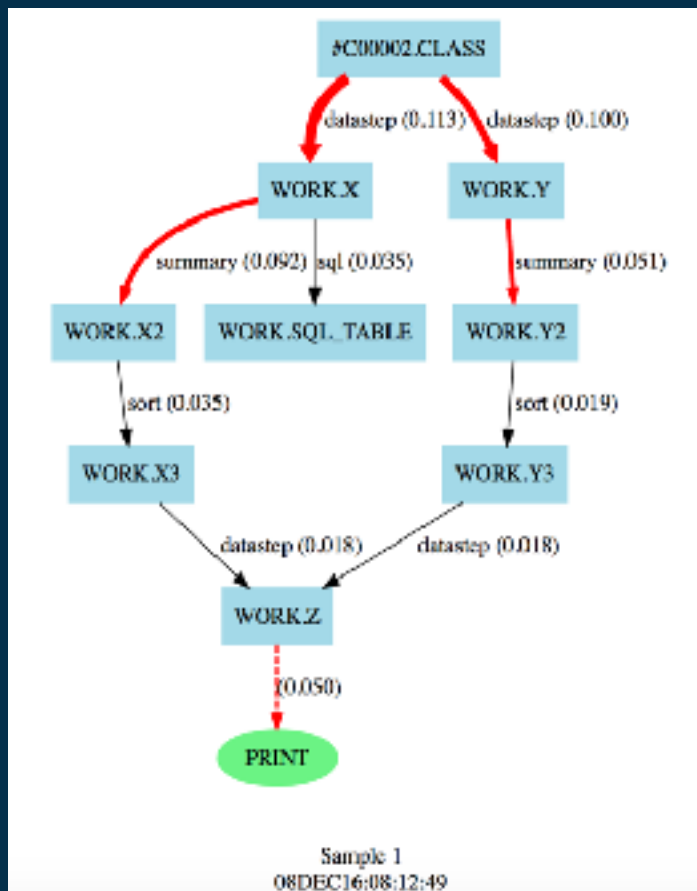 #C00002.CLASS
datastep (0.113) datastep (0.100)
WORK.X WORK.Y
summary (0.092) sql (0.035) summary (0.051)
WORK.X2 WORK.SQL_TABLE WORK.Y2
sort (0.035) sort (0.019)
WORK.X3 WORK.Y3
datastep (0.018) datastep (0.018)
WORK.Z
(0.050)
PRINT
Sample 1
08DEC16:08:12:49